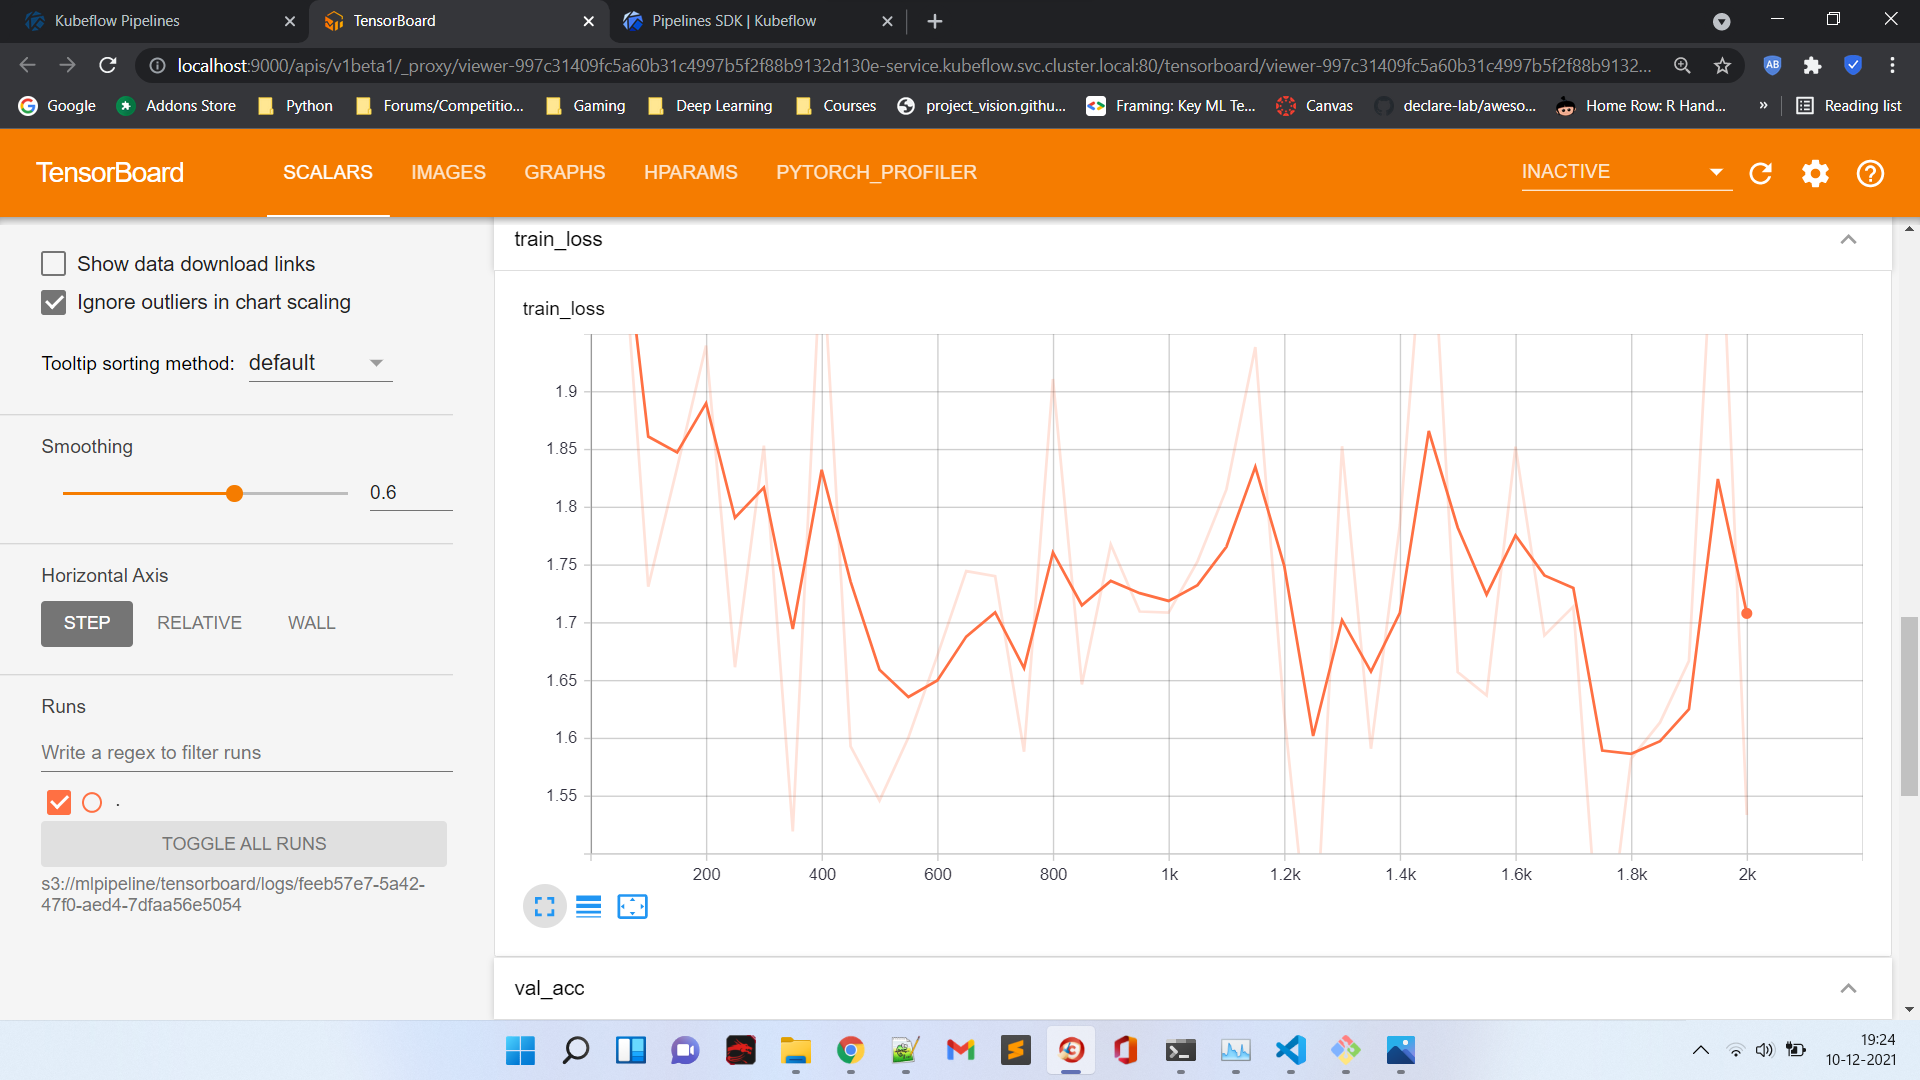 Kubeflow Pipelines
TensorBoard
Pipelines SDK | Kubeflow
localhost:9000/apis/v1beta1/_proxy/viewer-997c31409fc5a60b31c4997b5f2f88b9132d130e-service.kubeflow.svc.cluster.local:80/tensorboard/viewer-997c31409fc5a60b31c4997b5f2f88b9132...
AB
Google
Addons Store
Python
Forums/Competitio...
Gaming
Deep Learning
Courses
project_vision.githu...
Framing: Key ML Te...
Canvas
declare-lab/aweso...
Home Row: R Hand...
»
Reading list
TensorBoard
SCALARS
IMAGES
GRAPHS
HPARAMS
PYTORCH_PROFILER
INACTIVE
Show data download links
Ignore outliers in chart scaling
Tooltip sorting method: default
Smoothing
0.6
Horizontal Axis
STEP
RELATIVE
WALL
Runs
Write a regex to filter runs
.
TOGGLE ALL RUNS
s3://mlpipeline/tensorboard/logs/feeb57e7-5a42-
47f0-aed4-7dfaa56e5054
train_loss
train_loss
1.9
1.85
1.8
1.75
1.7
1.65
1.6
1.55
200
400
600
800
1k
1.2k
1.4k
1.6k
1.8k
2k
val_acc
19:24
10-12-2021